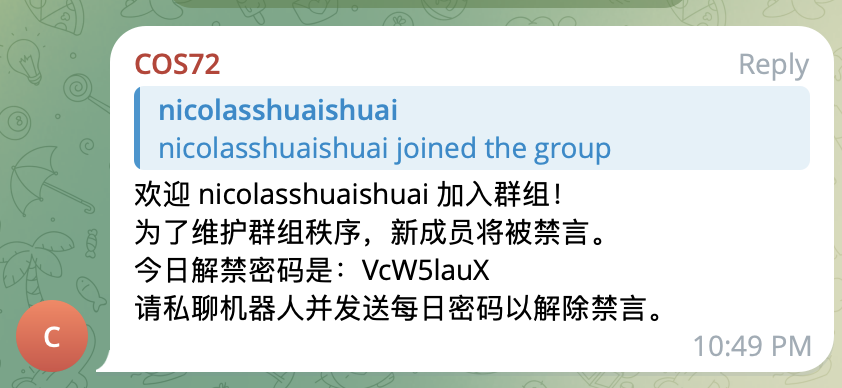 COS72
Reply
nicolasshuaishuai
nicolasshuaishuai joined the group
欢迎 nicolasshuaishuai 加入群组！
为了维护群组秩序，新成员将被禁言。
今日解禁密码是：VcW5lauX
请私聊机器人并发送每日密码以解除禁言。
C
10:49 PM